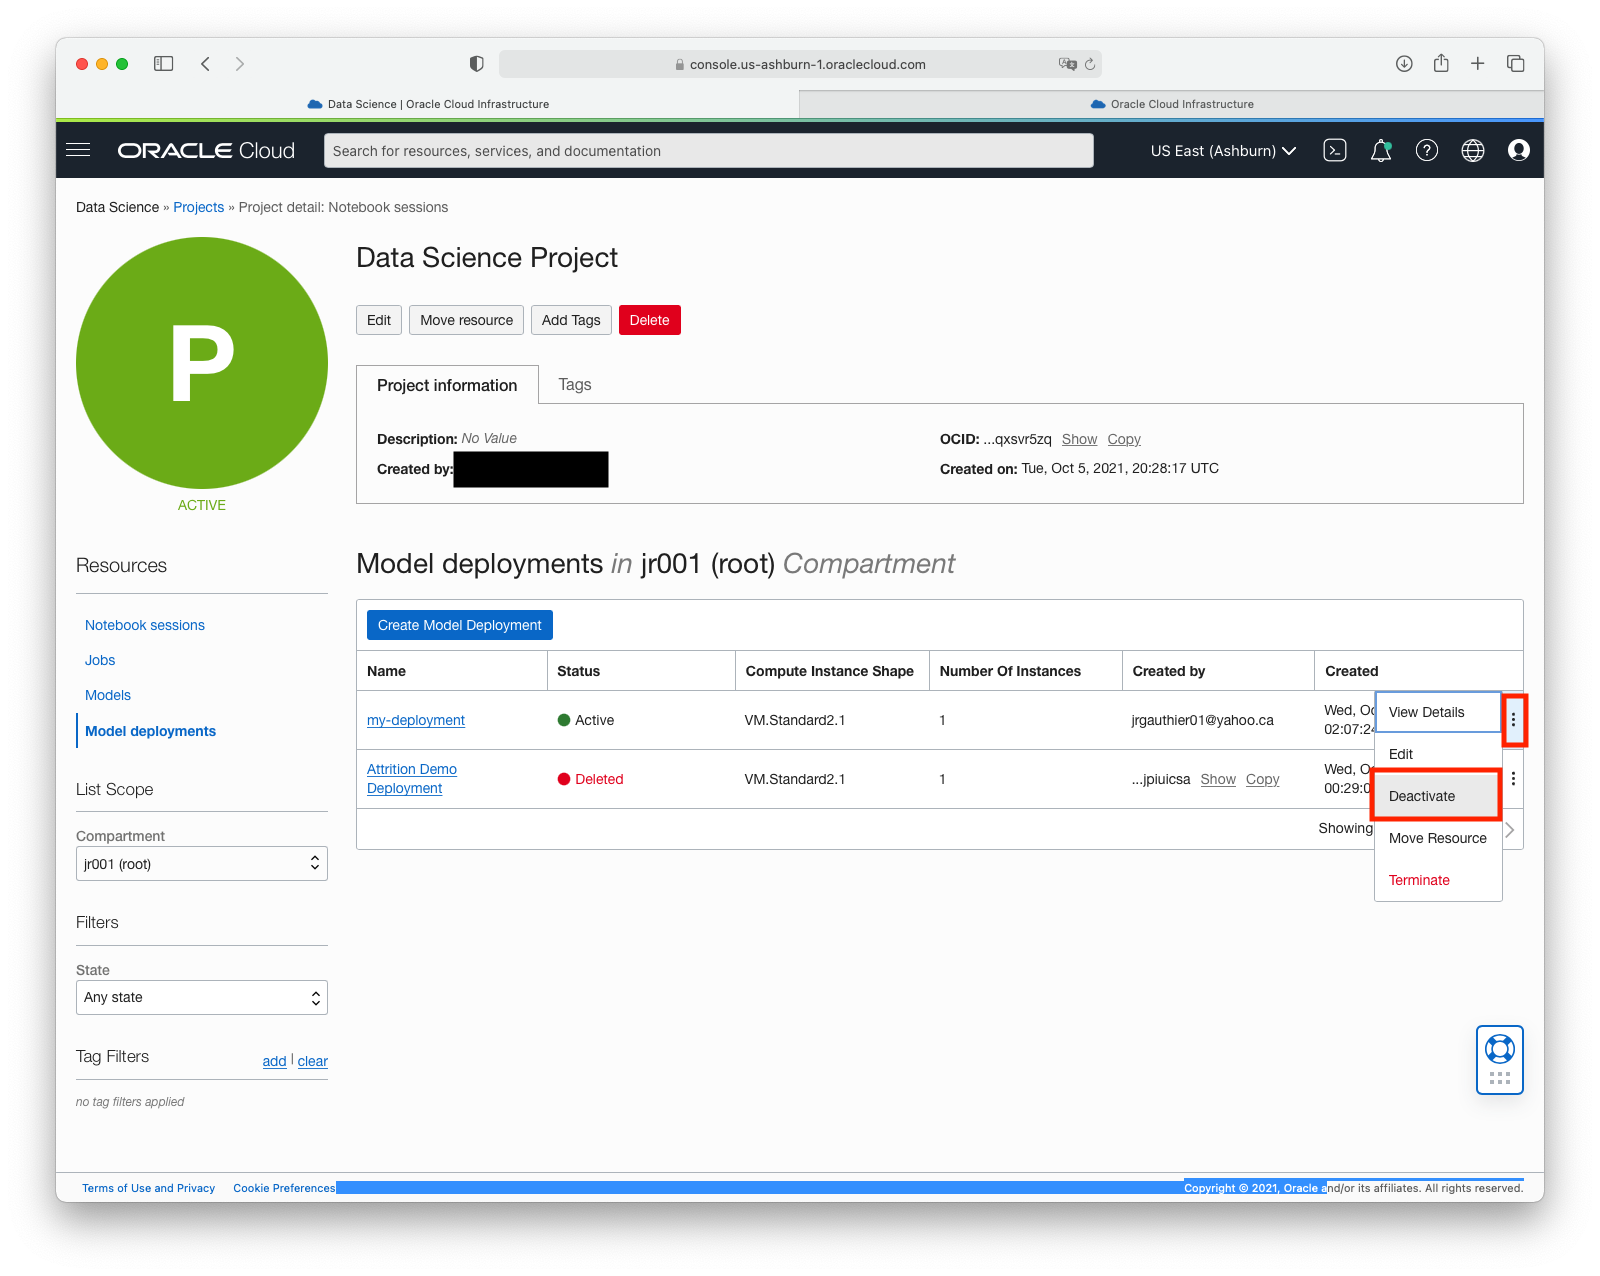 console.us-ashburn-1.oraclecloud.com
Data Science | Oracle Cloud Infrastructure
Oracle Cloud Infrastructure
ORACLE Cloud
Search for resources, services, and documentation
US East (Ashburn)
Data Science » Projects » Project detail: Notebook sessions
P
ACTIVE
Data Science Project
Edit
Move resource
Add Tags
Delete
Project information
Tags
Description: No Value
Created by:
OCID: ...qxsvr5zq Show Copy
Created on: Tue, Oct 5, 2021, 20:28:17 UTC
Resources
Notebook sessions
Jobs
Models
Model deployments
List Scope
Compartment
jr001 (root)
Filters
State
Any state
Tag Filters
add | clear
no tag filters applied
Model deployments in jr001 (root) Compartment
Create Model Deployment
Name Status Compute Instance Shape Number Of Instances Created by Created
my-deployment Active VM.Standard2.1 1 jrgauthier01@yahoo.ca Wed, Oc
02:07:24
Attrition Demo
Deployment
Deleted VM.Standard2.1 1 ...jpiuicsa Show Copy Wed, O
00:29:0
Showing
View Details
Edit
Deactivate
Move Resource
Terminate
Terms of Use and Privacy Cookie Preferences
Copyright © 2021, Oracle and/or its affiliates. All rights reserved.